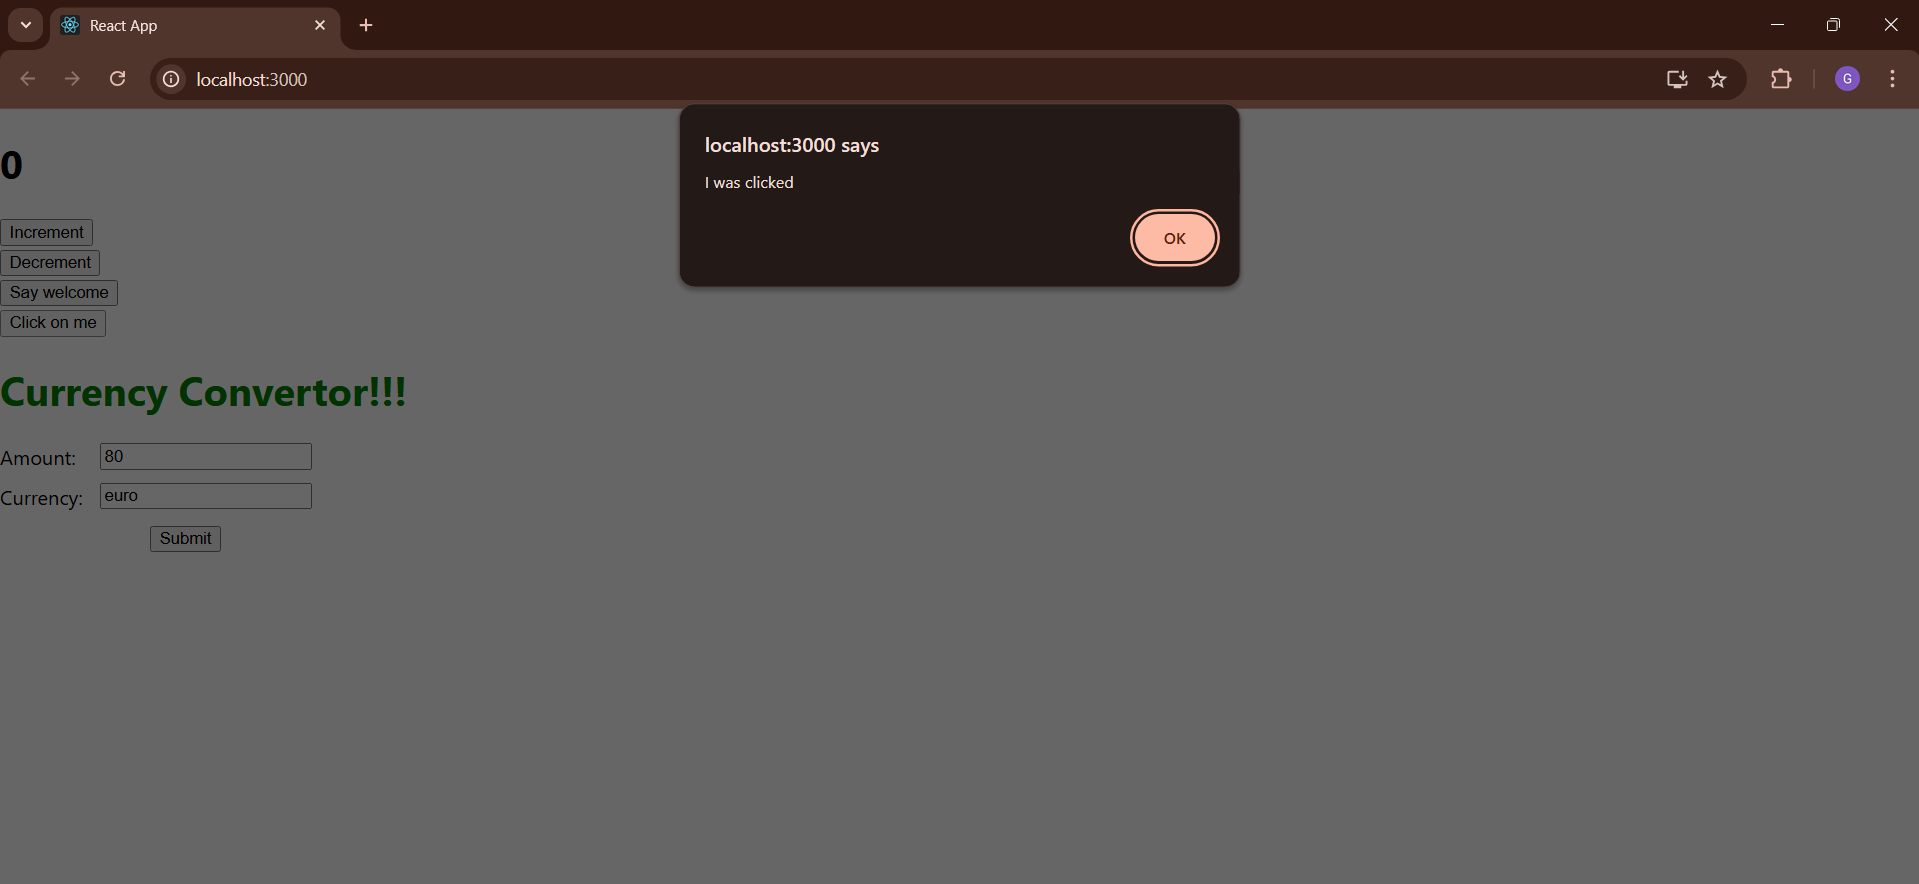 React App
localhost:3000
G
localhost:3000 says
I was clicked
OK
0
Increment
Decrement
Say welcome
Click on me
Currency Convertor!!!
Amount: 80
Currency: euro
Submit